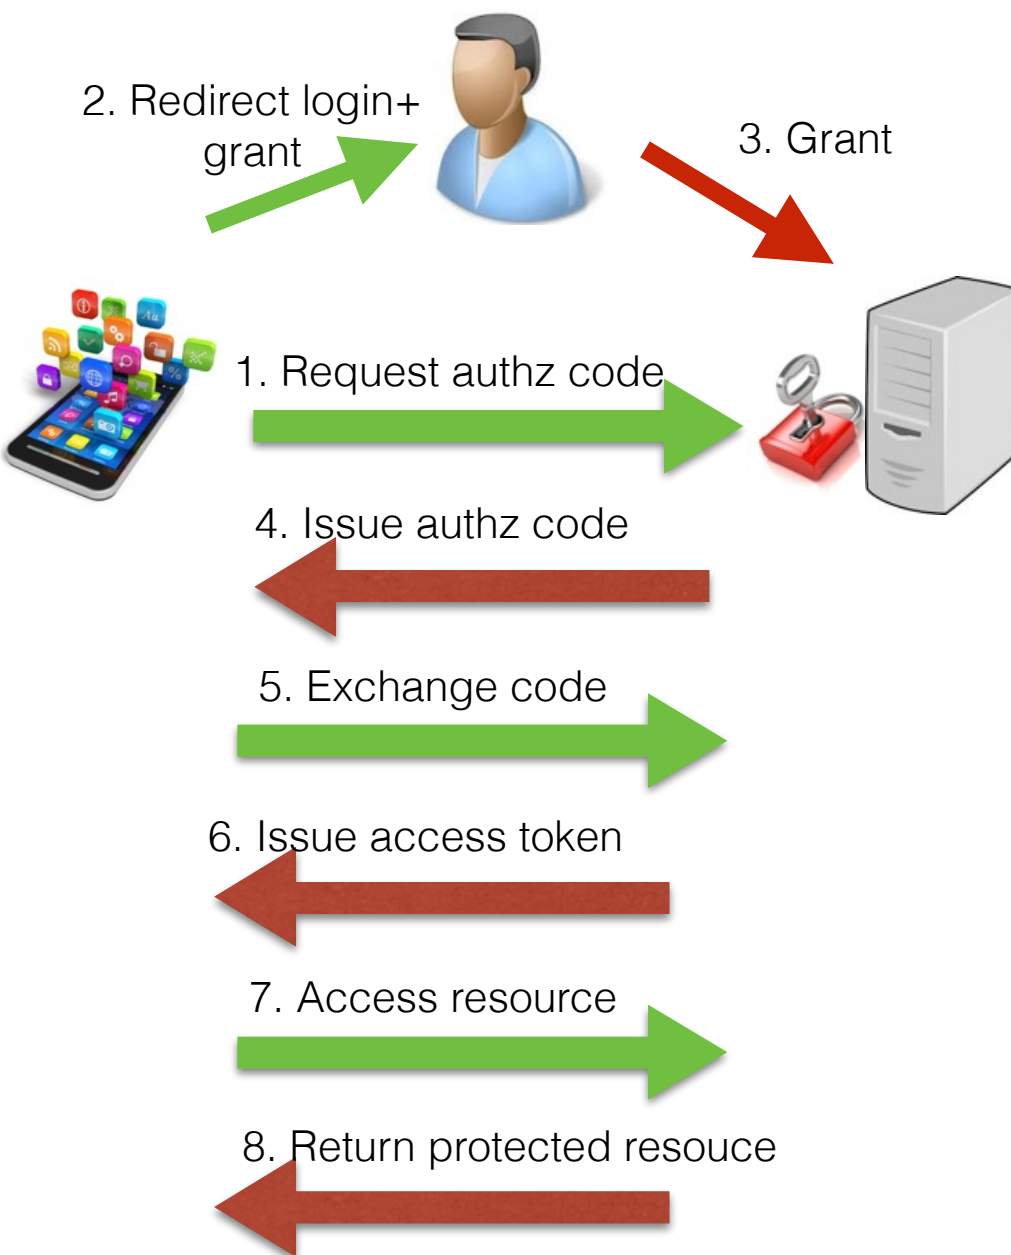 2. Redirect login+
grant
3. Grant
1. Request authz code
4. Issue authz code
5. Exchange code
6. Issue access token
7. Access resource
8. Return protected resouce